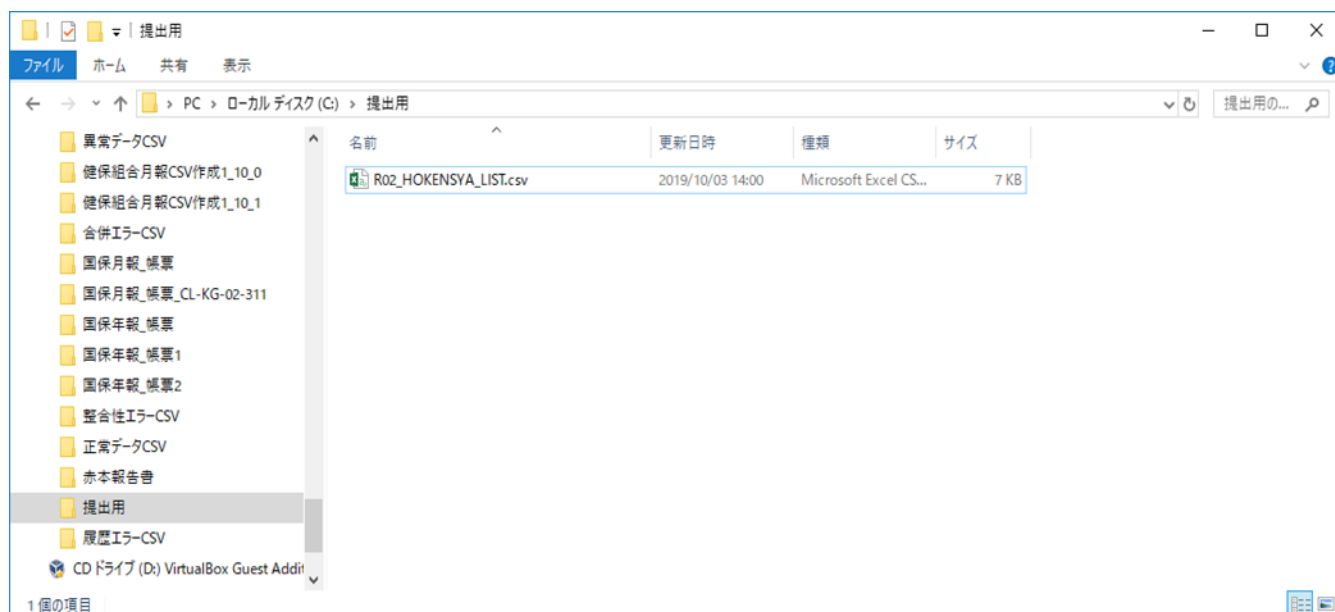 提出用
ファイル ホーム 共有 表示
PC › ローカル ディスク (C:) › 提出用
提出用の...
異常データCSV
健保組合月報CSV作成1_10_0
健保組合月報CSV作成1_10_1
合併エラーCSV
国保月報_帳票
国保月報_帳票_CL-KG-02-311
国保年報_帳票
国保年報_帳票1
国保年報_帳票2
整合性エラーCSV
正常データCSV
赤本報告書
提出用
履歴エラーCSV
CD ドライブ (D:) VirtualBox Guest Addit
名前 更新日時 種類 サイズ
R02_HOKENSYA_LIST.csv 2019/10/03 14:00 Microsoft Excel CS... 7 KB
1 個の項目